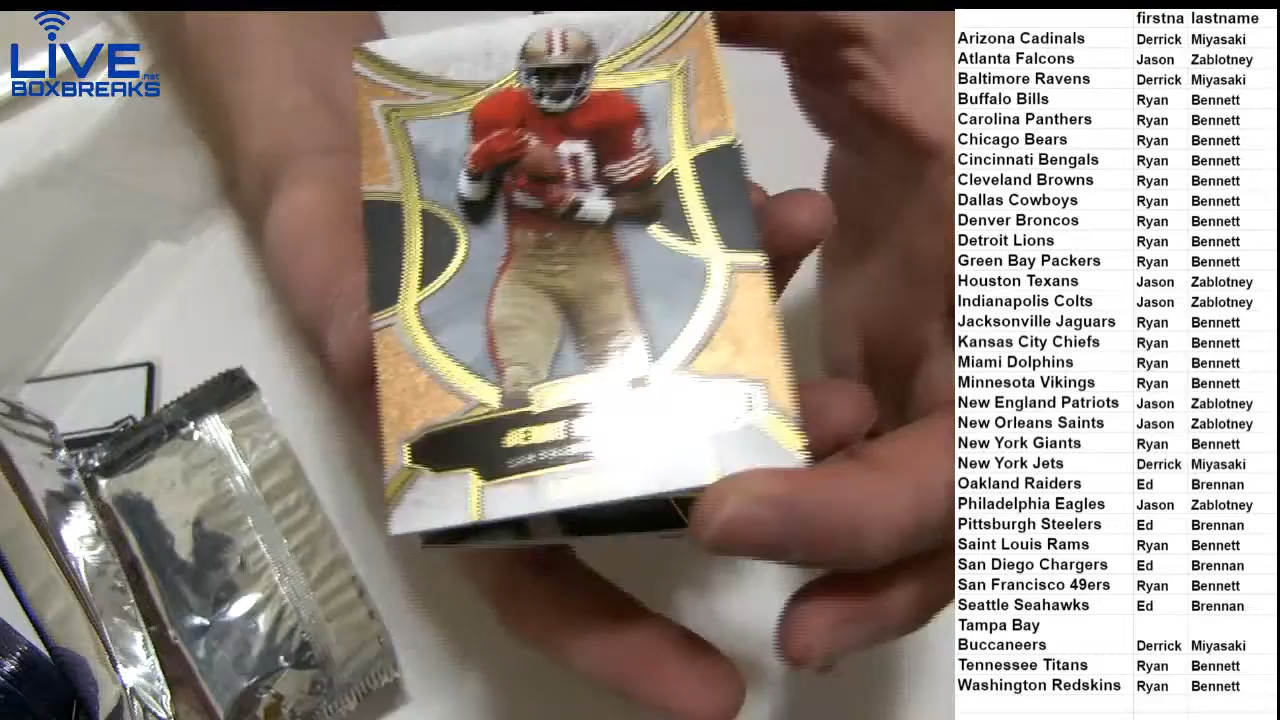 LIVE.net
BOXBREAKS
firstna lastname
Arizona Cadinals Derrick Miyasaki
Atlanta Falcons Jason Zablotney
Baltimore Ravens Derrick Miyasaki
Buffalo Bills Ryan Bennett
Carolina Panthers Ryan Bennett
Chicago Bears Ryan Bennett
Cincinnati Bengals Ryan Bennett
Cleveland Browns Ryan Bennett
Dallas Cowboys Ryan Bennett
Denver Broncos Ryan Bennett
Detroit Lions Ryan Bennett
Green Bay Packers Ryan Bennett
Houston Texans Jason Zablotney
Indianapolis Colts Jason Zablotney
Jacksonville Jaguars Ryan Bennett
Kansas City Chiefs Ryan Bennett
Miami Dolphins Ryan Bennett
Minnesota Vikings Ryan Bennett
New England Patriots Jason Zablotney
New Orleans Saints Jason Zablotney
New York Giants Ryan Bennett
New York Jets Derrick Miyasaki
Oakland Raiders Ed Brennan
Philadelphia Eagles Jason Zablotney
Pittsburgh Steelers Ed Brennan
Saint Louis Rams Ryan Bennett
San Diego Chargers Ed Brennan
San Francisco 49ers Ryan Bennett
Seattle Seahawks Ed Brennan
Tampa Bay
Buccaneers Derrick Miyasaki
Tennessee Titans Ryan Bennett
Washington Redskins Ryan Bennett